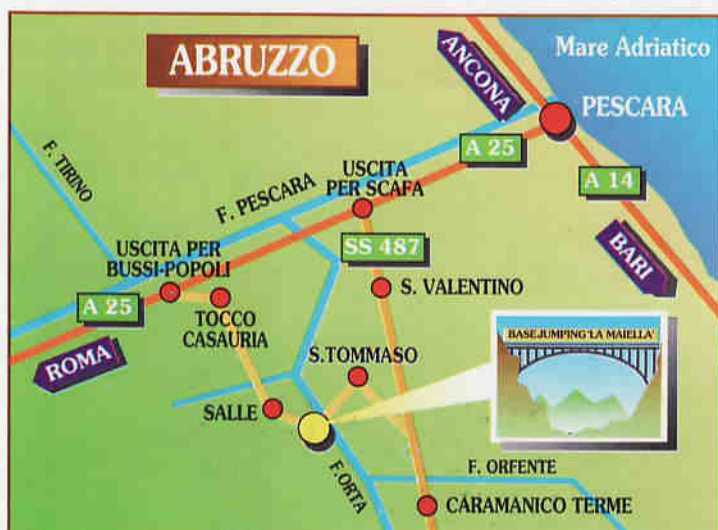 ABRUZZO
ANCONA
Mare Adriatico
PESCARA
A 25
A 14
BARI
F. TIRINO
F. PESCARA
USCITA
PER SCAFA
SS 487
USCITA PER
BUSSI-POPOLI
A 25
ROMA
TOCCO
CASAURIA
S. VALENTINO
S.TOMMASO
BASE JUMPING 'LA MAIELLA'
SALLE
F. ORTA
F. ORFENTE
CARAMANICO TERME